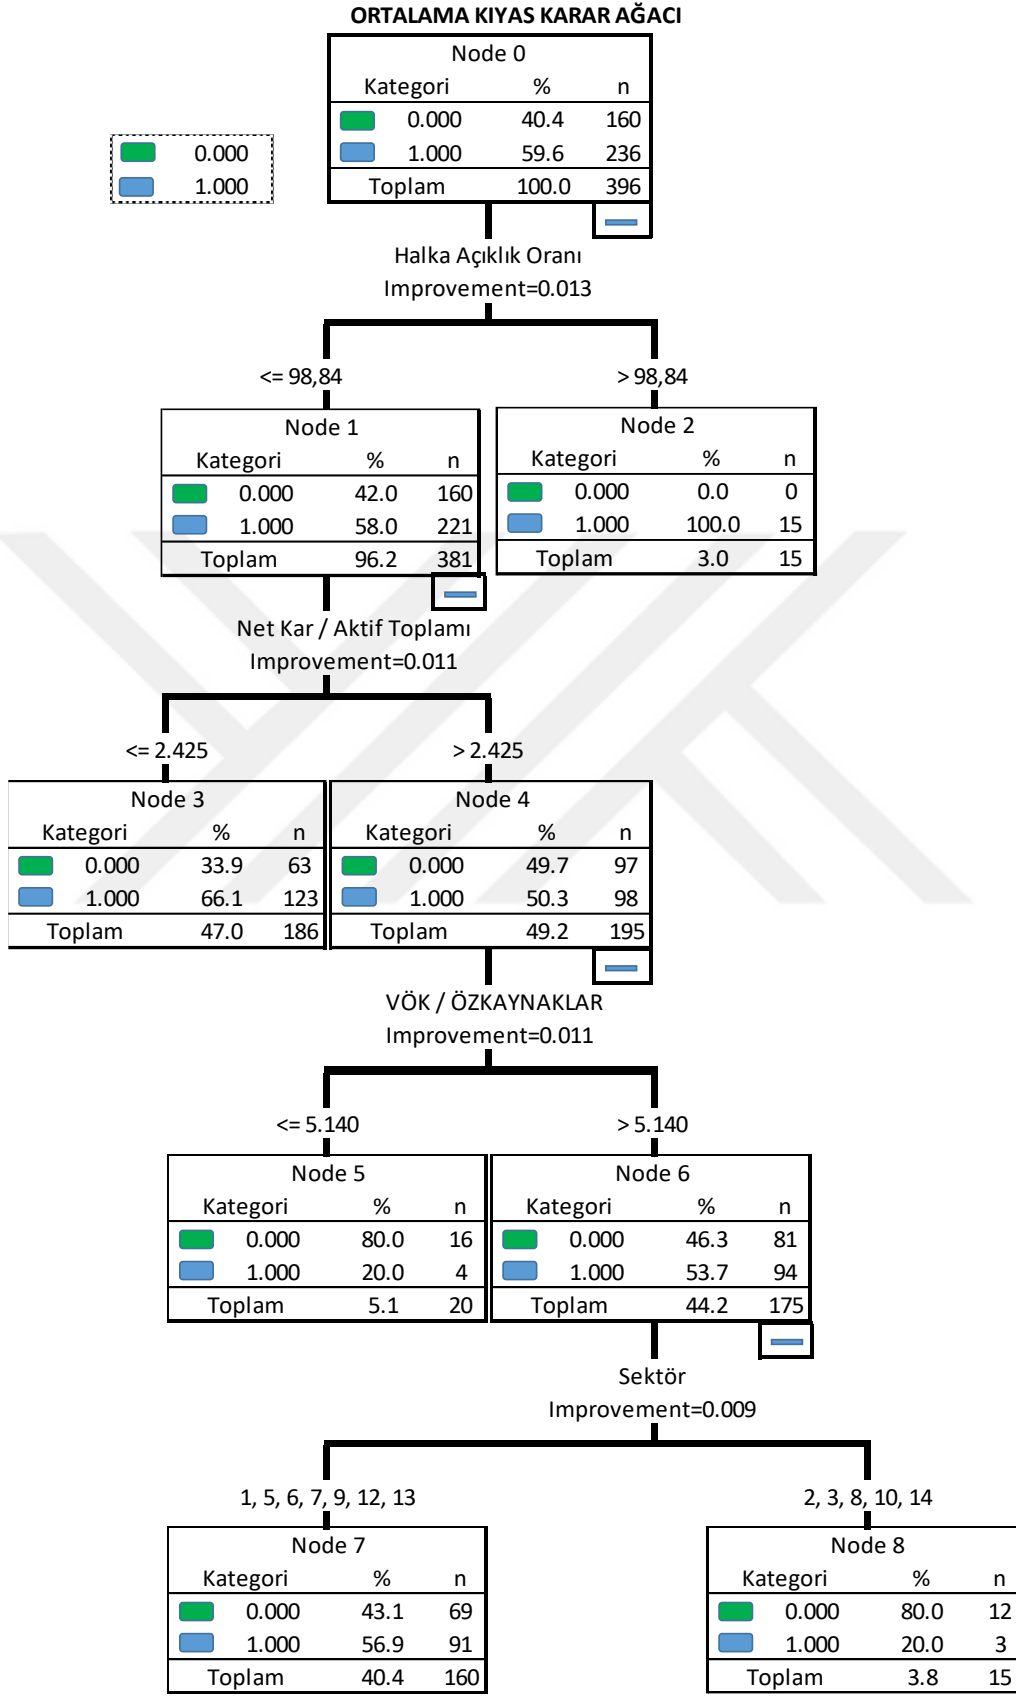 ORTALAMA KIYAS KARAR AĞACI
Node 0
Kategori % n
0.000 40.4 160
1.000 59.6 236
Toplam 100.0 396
0.000
1.000
Halka Açıklık Oranı
Improvement=0.013
<= 98,84
> 98,84
Node 1
Kategori % n
0.000 42.0 160
1.000 58.0 221
Toplam 96.2 381
Node 2
Kategori % n
0.000 0.0 0
1.000 100.0 15
Toplam 3.0 15
Net Kar / Aktif Toplamı
Improvement=0.011
<= 2.425
> 2.425
Node 3
Kategori % n
0.000 33.9 63
1.000 66.1 123
Toplam 47.0 186
Node 4
Kategori % n
0.000 49.7 97
1.000 50.3 98
Toplam 49.2 195
VÖK / ÖZKAYNAKLAR
Improvement=0.011
<= 5.140
> 5.140
Node 5
Kategori % n
0.000 80.0 16
1.000 20.0 4
Toplam 5.1 20
Node 6
Kategori % n
0.000 46.3 81
1.000 53.7 94
Toplam 44.2 175
Sektör
Improvement=0.009
1, 5, 6, 7, 9, 12, 13
2, 3, 8, 10, 14
Node 7
Kategori % n
0.000 43.1 69
1.000 56.9 91
Toplam 40.4 160
Node 8
Kategori % n
0.000 80.0 12
1.000 20.0 3
Toplam 3.8 15